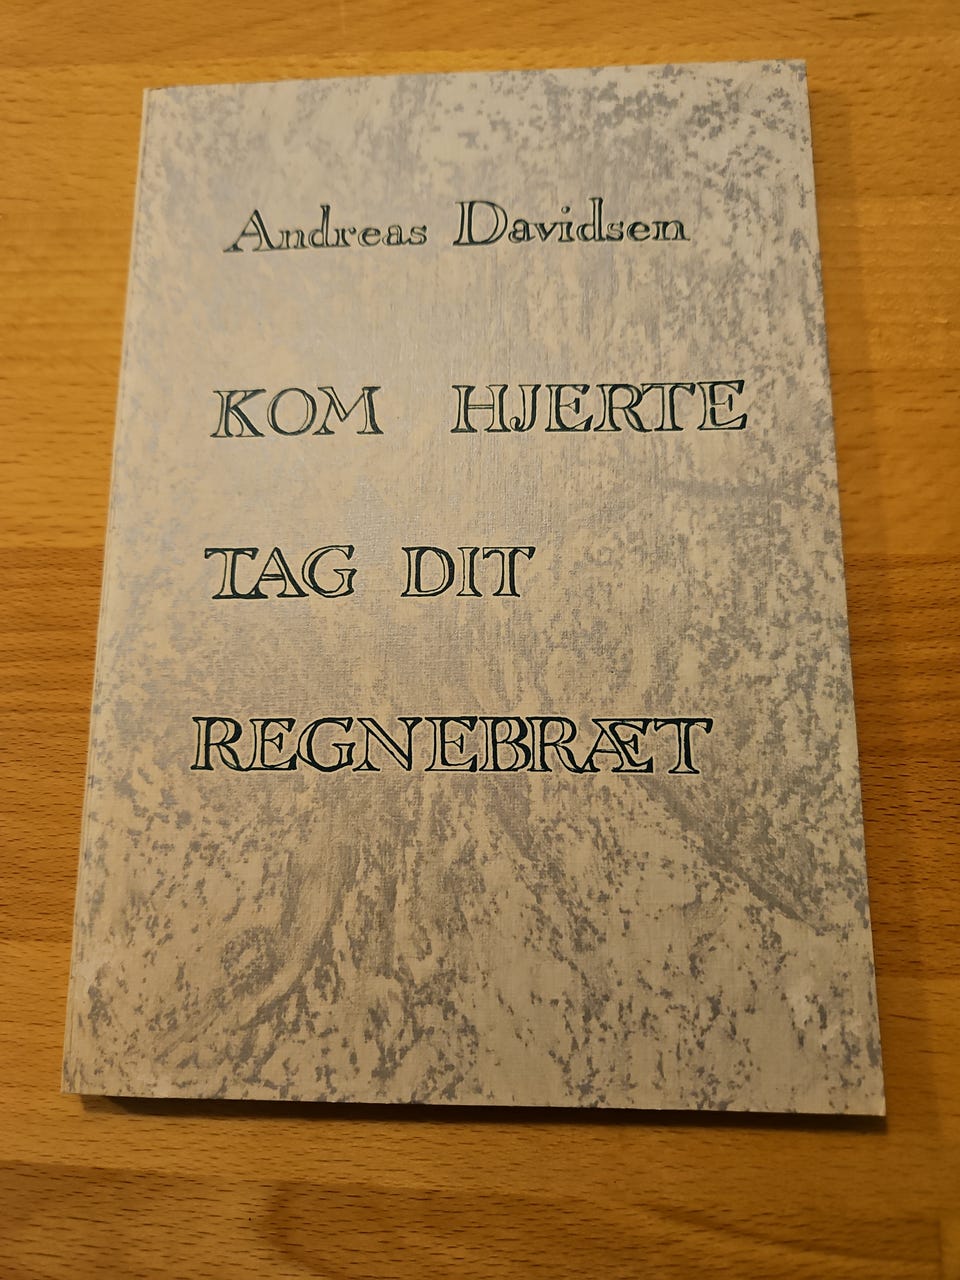 Andreas Davidsen
KOM HJERTE
TAG DIT
REGNEBRÆT